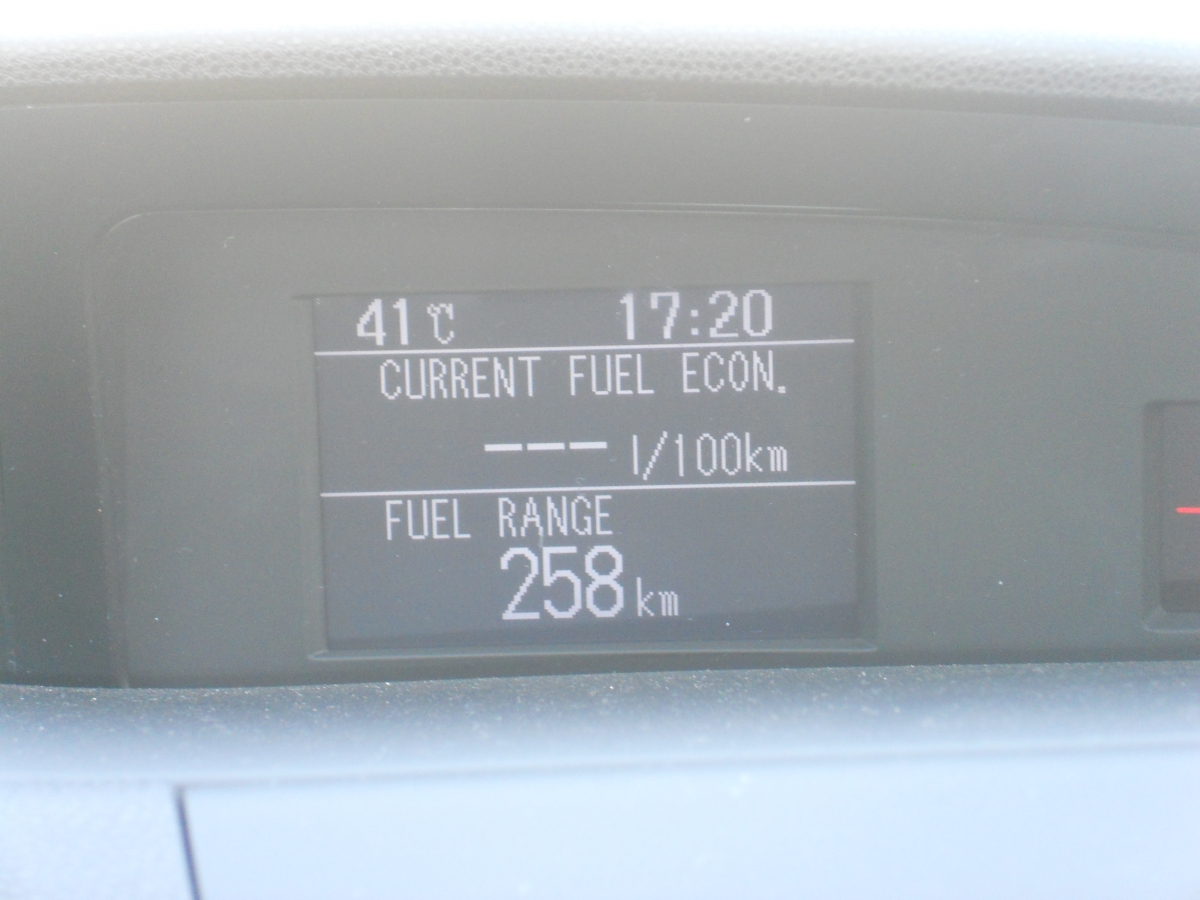 41℃ 17:20
CURRENT FUEL ECON.
--- l/100km
FUEL RANGE
258km